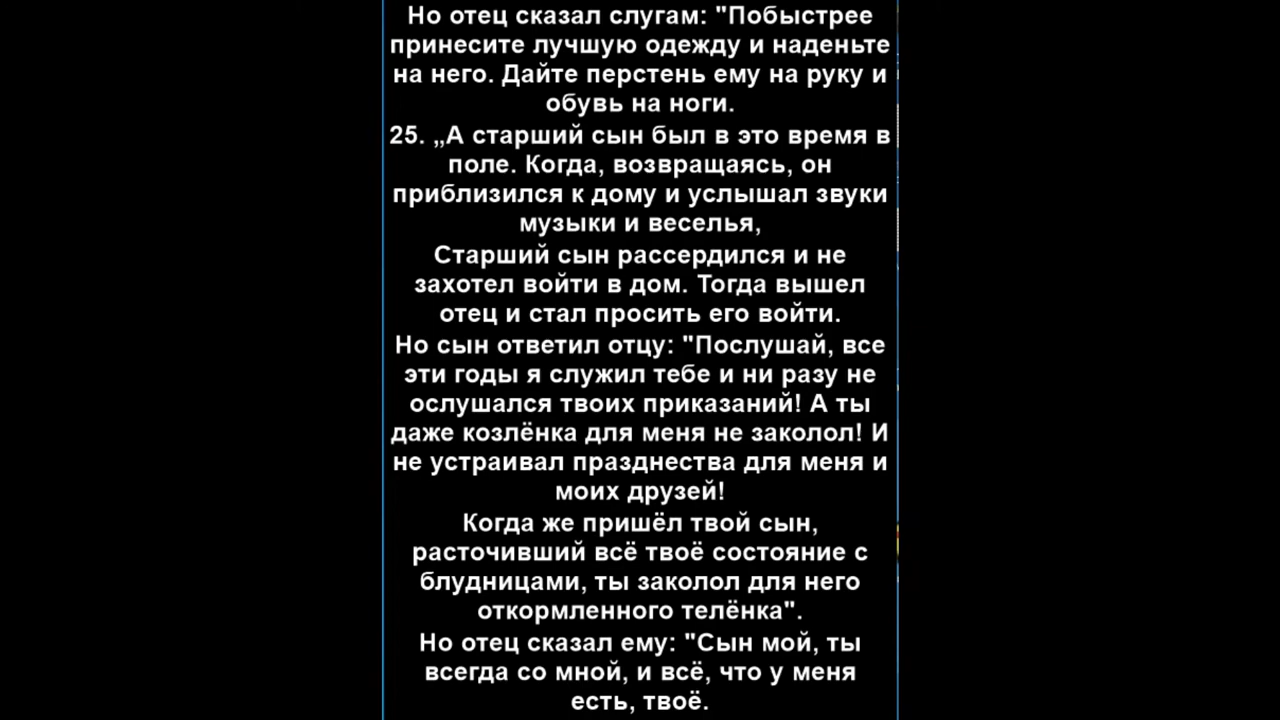 Но отец сказал слугам: "Побыстрее
принесите лучшую одежду и наденьте
на него. Дайте перстень ему на руку и
обувь на ноги.
25. „А старший сын был в это время в
поле. Когда, возвращаясь, он
приблизился к дому и услышал звуки
музыки и веселья,
Старший сын рассердился и не
захотел войти в дом. Тогда вышел
отец и стал просить его войти.
Но сын ответил отцу: "Послушай, все
эти годы я служил тебе и ни разу не
ослушался твоих приказаний! А ты
даже козлёнка для меня не заколол! И
не устраивал празднества для меня и
моих друзей!
Когда же пришёл твой сын,
расточивший всё твоё состояние с
блудницами, ты заколол для него
откормленного телёнка".
Но отец сказал ему: "Сын мой, ты
всегда со мной, и всё, что у меня
есть, твоё.